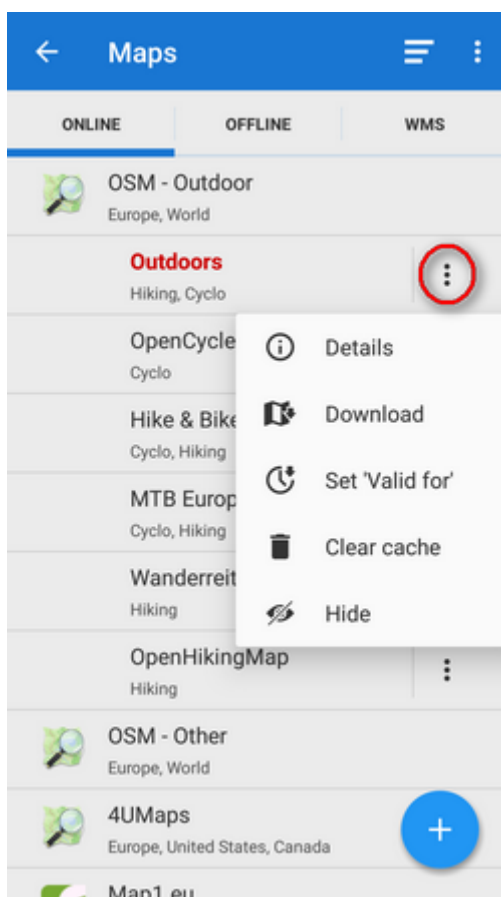 Maps
ONLINE OFFLINE WMS
OSM - Outdoor
Europe, World
Outdoors
Hiking, Cyclo
OpenCycle
Cyclo
Hike & Bike
Cyclo, Hiking
MTB Europ
Cyclo, Hiking
Wanderreit
Hiking
Details
Download
Set 'Valid for'
Clear cache
Hide
OpenHikingMap
Hiking
OSM - Other
Europe, World
4UMaps
Europe, United States, Canada
Map1.eu